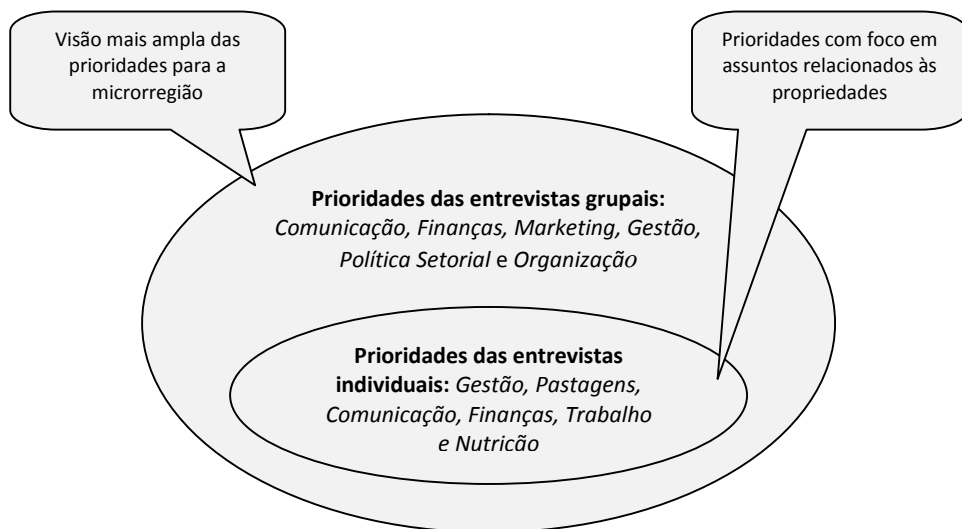 Visão mais ampla das
prioridades para a
microrregião
Prioridades com foco em
assuntos relacionados às
propriedades
Prioridades das entrevistas grupais:
Comunicação, Finanças, Marketing, Gestão,
Política Setorial e Organização
Prioridades das entrevistas
individuais: Gestão, Pastagens,
Comunicação, Finanças, Trabalho
e Nutrição